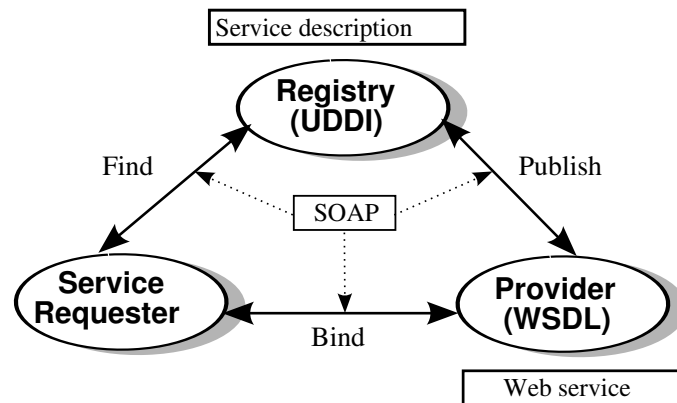 Service description
Registry
(UDDI)
Find
Publish
SOAP
Service
Requester
Provider
(WSDL)
Bind
Web service